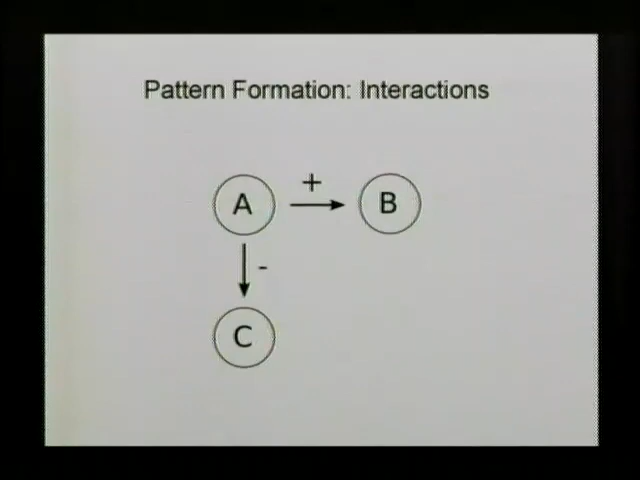 Pattern Formation: Interactions
+
A
B
-
C